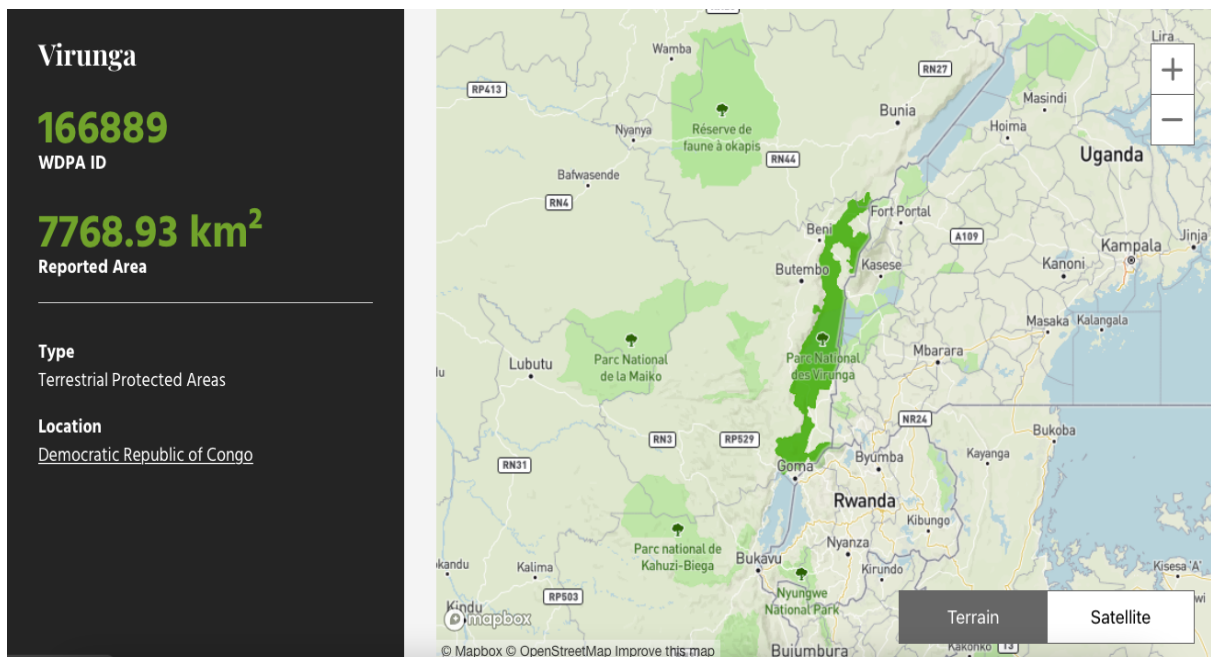 Virunga
166889
WDPA ID
7768.93 km²
Reported Area
Type
Terrestrial Protected Areas
Location
Democratic Republic of Congo
Lira
Wamba
RN27
RP413
Masindi
Bunia
Réserve de
faune à okapis
Nyanya
Hoima
RN44
Uganda
Bafwasende
RN4
Fort Portal
Beni
A109
Jinja
Kampala
Butembo
Kasese
Kanoni
Masaka
Kalangala
Parc National
de la Maiko
Parc National
des Virunga
Lubutu
Mbarara
NR24
Bukoba
RN3
RP529
Kayanga
Byumba
RN31
Goma
Rwanda
Kibungo
Parc national de
Kahuzi-Biega
Nyanza
Bukavu
Kalima
Kirundo
Kisesa 'A'
Nyungwe
National Park
RP503
Kindu
mapbox
Terrain
Satellite
Kakonko
13
Bujumbura
© Mapbox © OpenStreetMap Improve this map